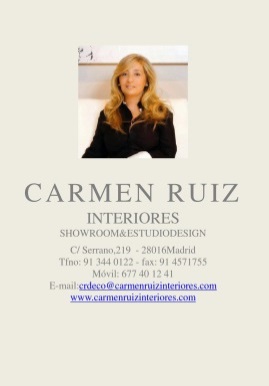 CARMEN RUIZ
INTERIORES
SHOWROOM&ESTUDIODESIGN
C/ Serrano,219 - 28016Madrid
Tfno: 91 344 0122 - fax: 91 4571755
Móvil: 677 40 12 41
E-mail:crdeco@carmenruizinteriores.com
www.carmenruizinteriores.com